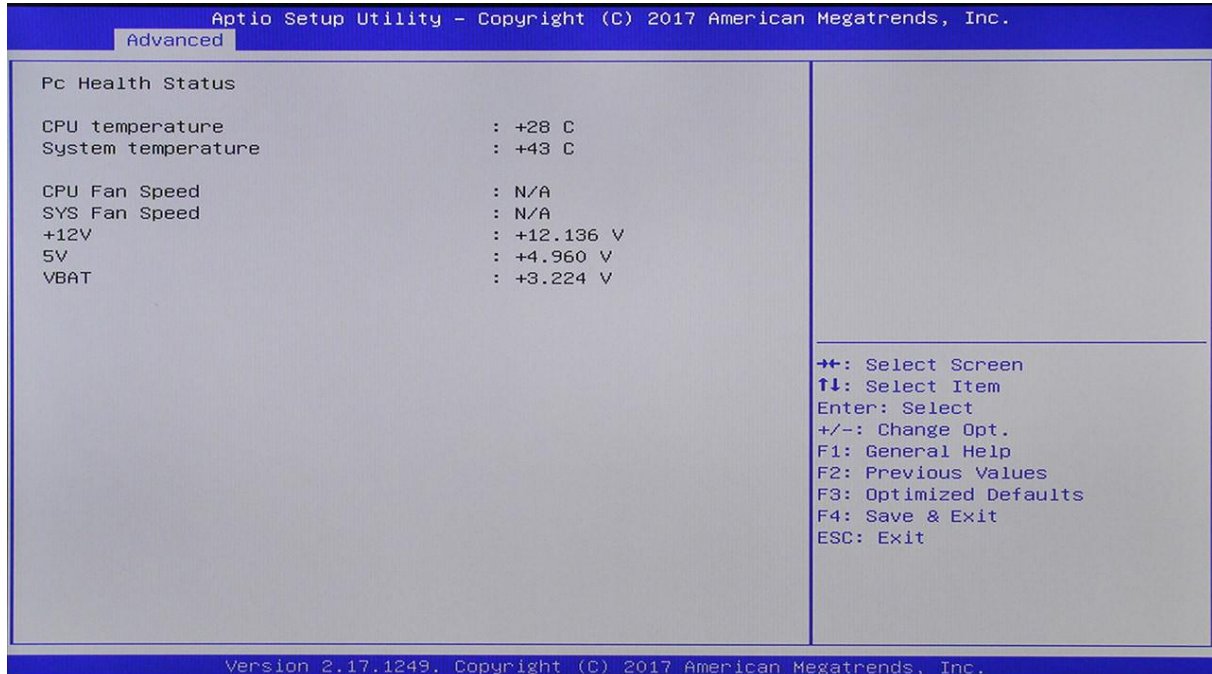 Aptio Setup Utility – Copyright (C) 2017 American Megatrends, Inc.
Advanced
Pc Health Status
CPU temperature : +28 C
System temperature : +43 C
CPU Fan Speed : N/A
SYS Fan Speed : N/A
+12V : +12.136 V
5V : +4.960 V
VBAT : +3.224 V
→←: Select Screen
↑↓: Select Item
Enter: Select
+/-: Change Opt.
F1: General Help
F2: Previous Values
F3: Optimized Defaults
F4: Save & Exit
ESC: Exit
Version 2.17.1249. Copyright (C) 2017 American Megatrends, Inc.